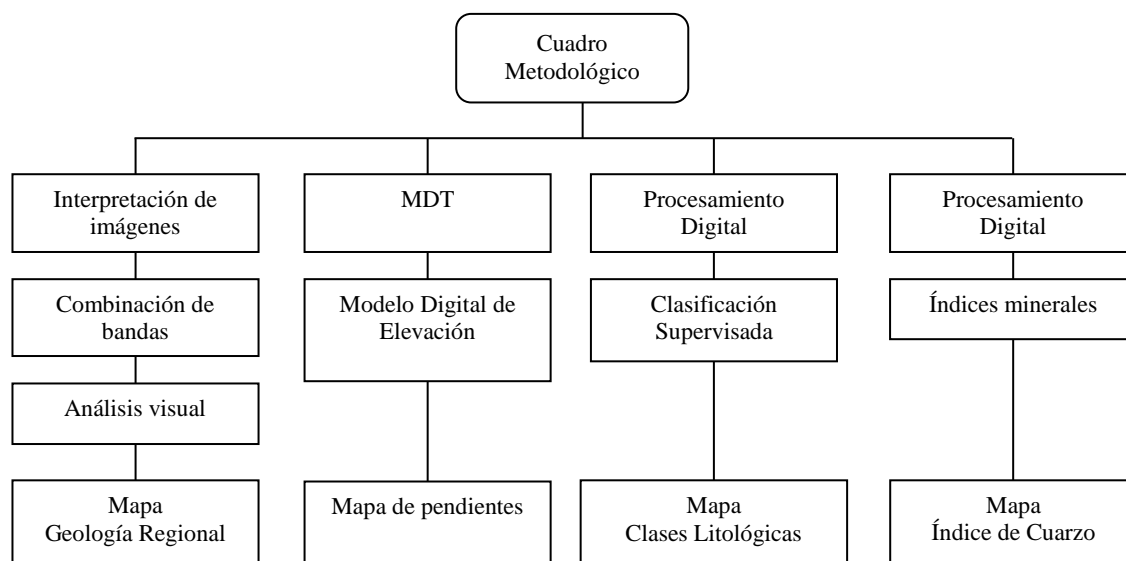 Cuadro
Metodológico
Interpretación de
imágenes
MDT
Procesamiento
Digital
Procesamiento
Digital
Combinación de
bandas
Modelo Digital de
Elevación
Clasificación
Supervisada
Índices minerales
Análisis visual
Mapa
Geología Regional
Mapa de pendientes
Mapa
Clases Litológicas
Mapa
Índice de Cuarzo